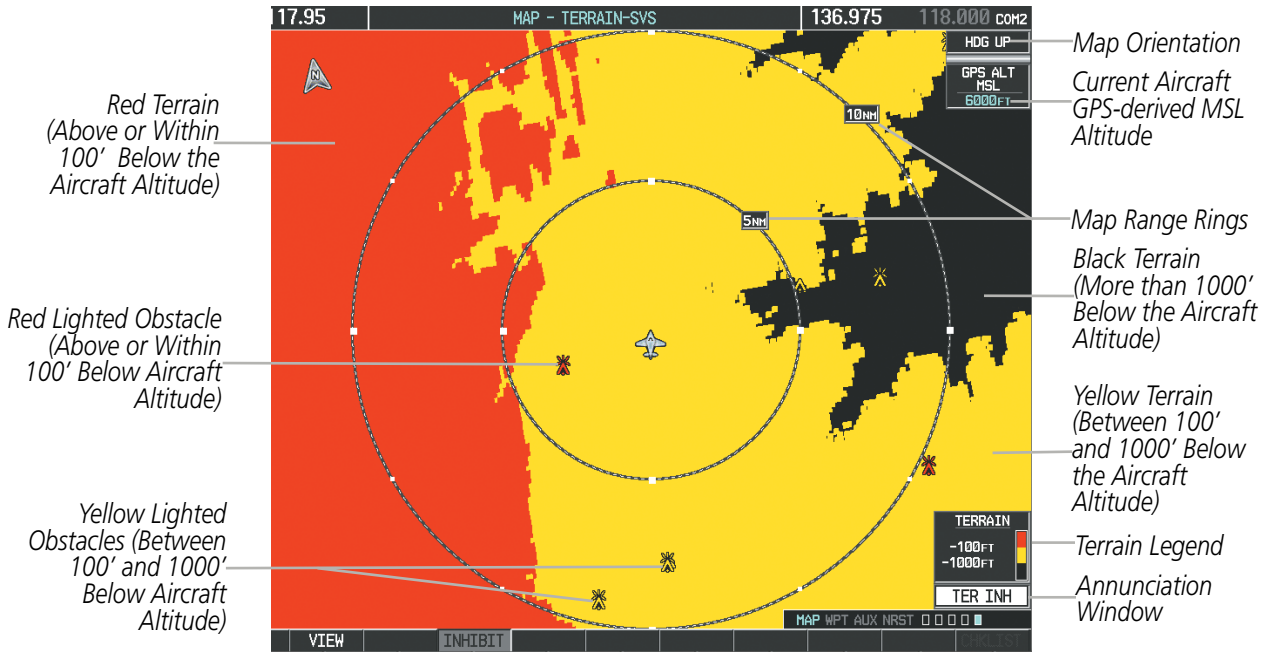 117.95
MAP - TERRAIN-SVS
136.975
118.000 COM2
HDG UP
GPS ALT
MSL
6000FT
N
10NM
5NM
TERRAIN
-100FT
-1000FT
TER INH
MAP WPT AUX NRST
VIEW
INHIBIT
CHKLIST
Red Terrain
(Above or Within
100' Below the
Aircraft Altitude)
Red Lighted Obstacle
(Above or Within
100' Below Aircraft
Altitude)
Yellow Lighted
Obstacles (Between
100' and 1000'
Below Aircraft
Altitude)
Map Orientation
Current Aircraft
GPS-derived MSL
Altitude
Map Range Rings
Black Terrain
(More than 1000'
Below the Aircraft
Altitude)
Yellow Terrain
(Between 100'
and 1000' Below
the Aircraft
Altitude)
Terrain Legend
Annunciation
Window